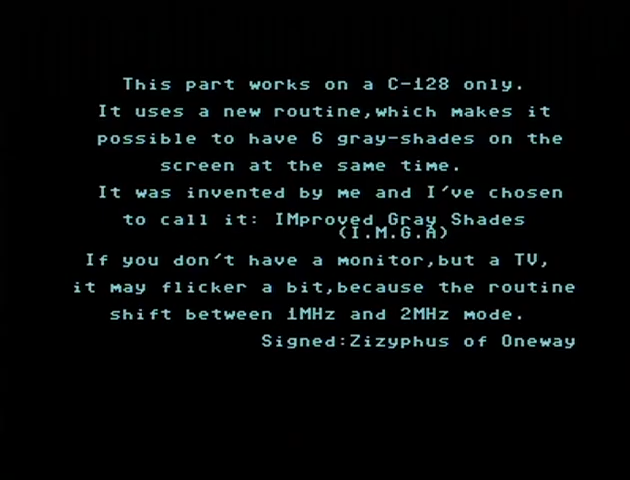 This part works on a C-128 only.
It uses a new routine,which makes it
possible to have 6 gray-shades on the
screen at the same time.
It was invented by me and I've chosen
to call it: IMproved Gray Shades
(I.M.G.A)
If you don't have a monitor,but a TV,
it may flicker a bit,because the routine
shift between 1MHz and 2MHz mode.
Signed:Zizyphus of Oneway